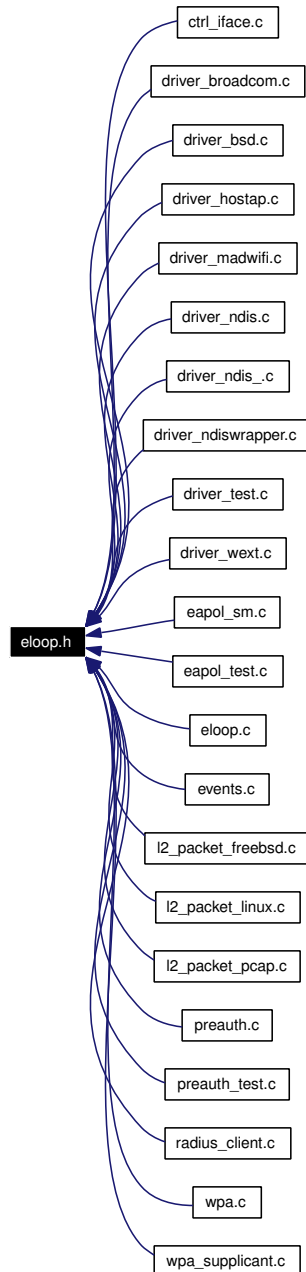 ctrl_iface.c
driver_broadcom.c
driver_bsd.c
driver_hostap.c
driver_madwifi.c
driver_ndis.c
driver_ndis_.c
driver_ndiswrapper.c
driver_test.c
driver_wext.c
eapol_sm.c
eloop.h
eapol_test.c
eloop.c
events.c
l2_packet_freebsd.c
l2_packet_linux.c
l2_packet_pcap.c
preauth.c
preauth_test.c
radius_client.c
wpa.c
wpa_supplicant.c